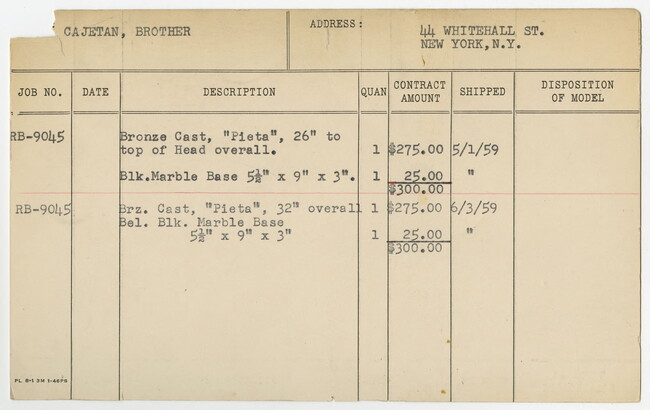 CAJETAN, BROTHER
ADDRESS:
44 WHITEHALL ST.
NEW YORK,N.Y.
JOB NO. DATE DESCRIPTION QUAN CONTRACT AMOUNT SHIPPED DISPOSITION OF MODEL
RB-9045 Bronze Cast, "Pieta", 26" to
top of Head overall. 1 $275.00 5/1/59
Blk.Marble Base 5½" x 9" x 3". 1 25.00 "
$300.00
RB-9045 Brz. Cast, "Pieta", 32" overall 1 $275.00 6/3/59
Bel. Blk. Marble Base
5½" x 9" x 3" 1 25.00 "
$300.00